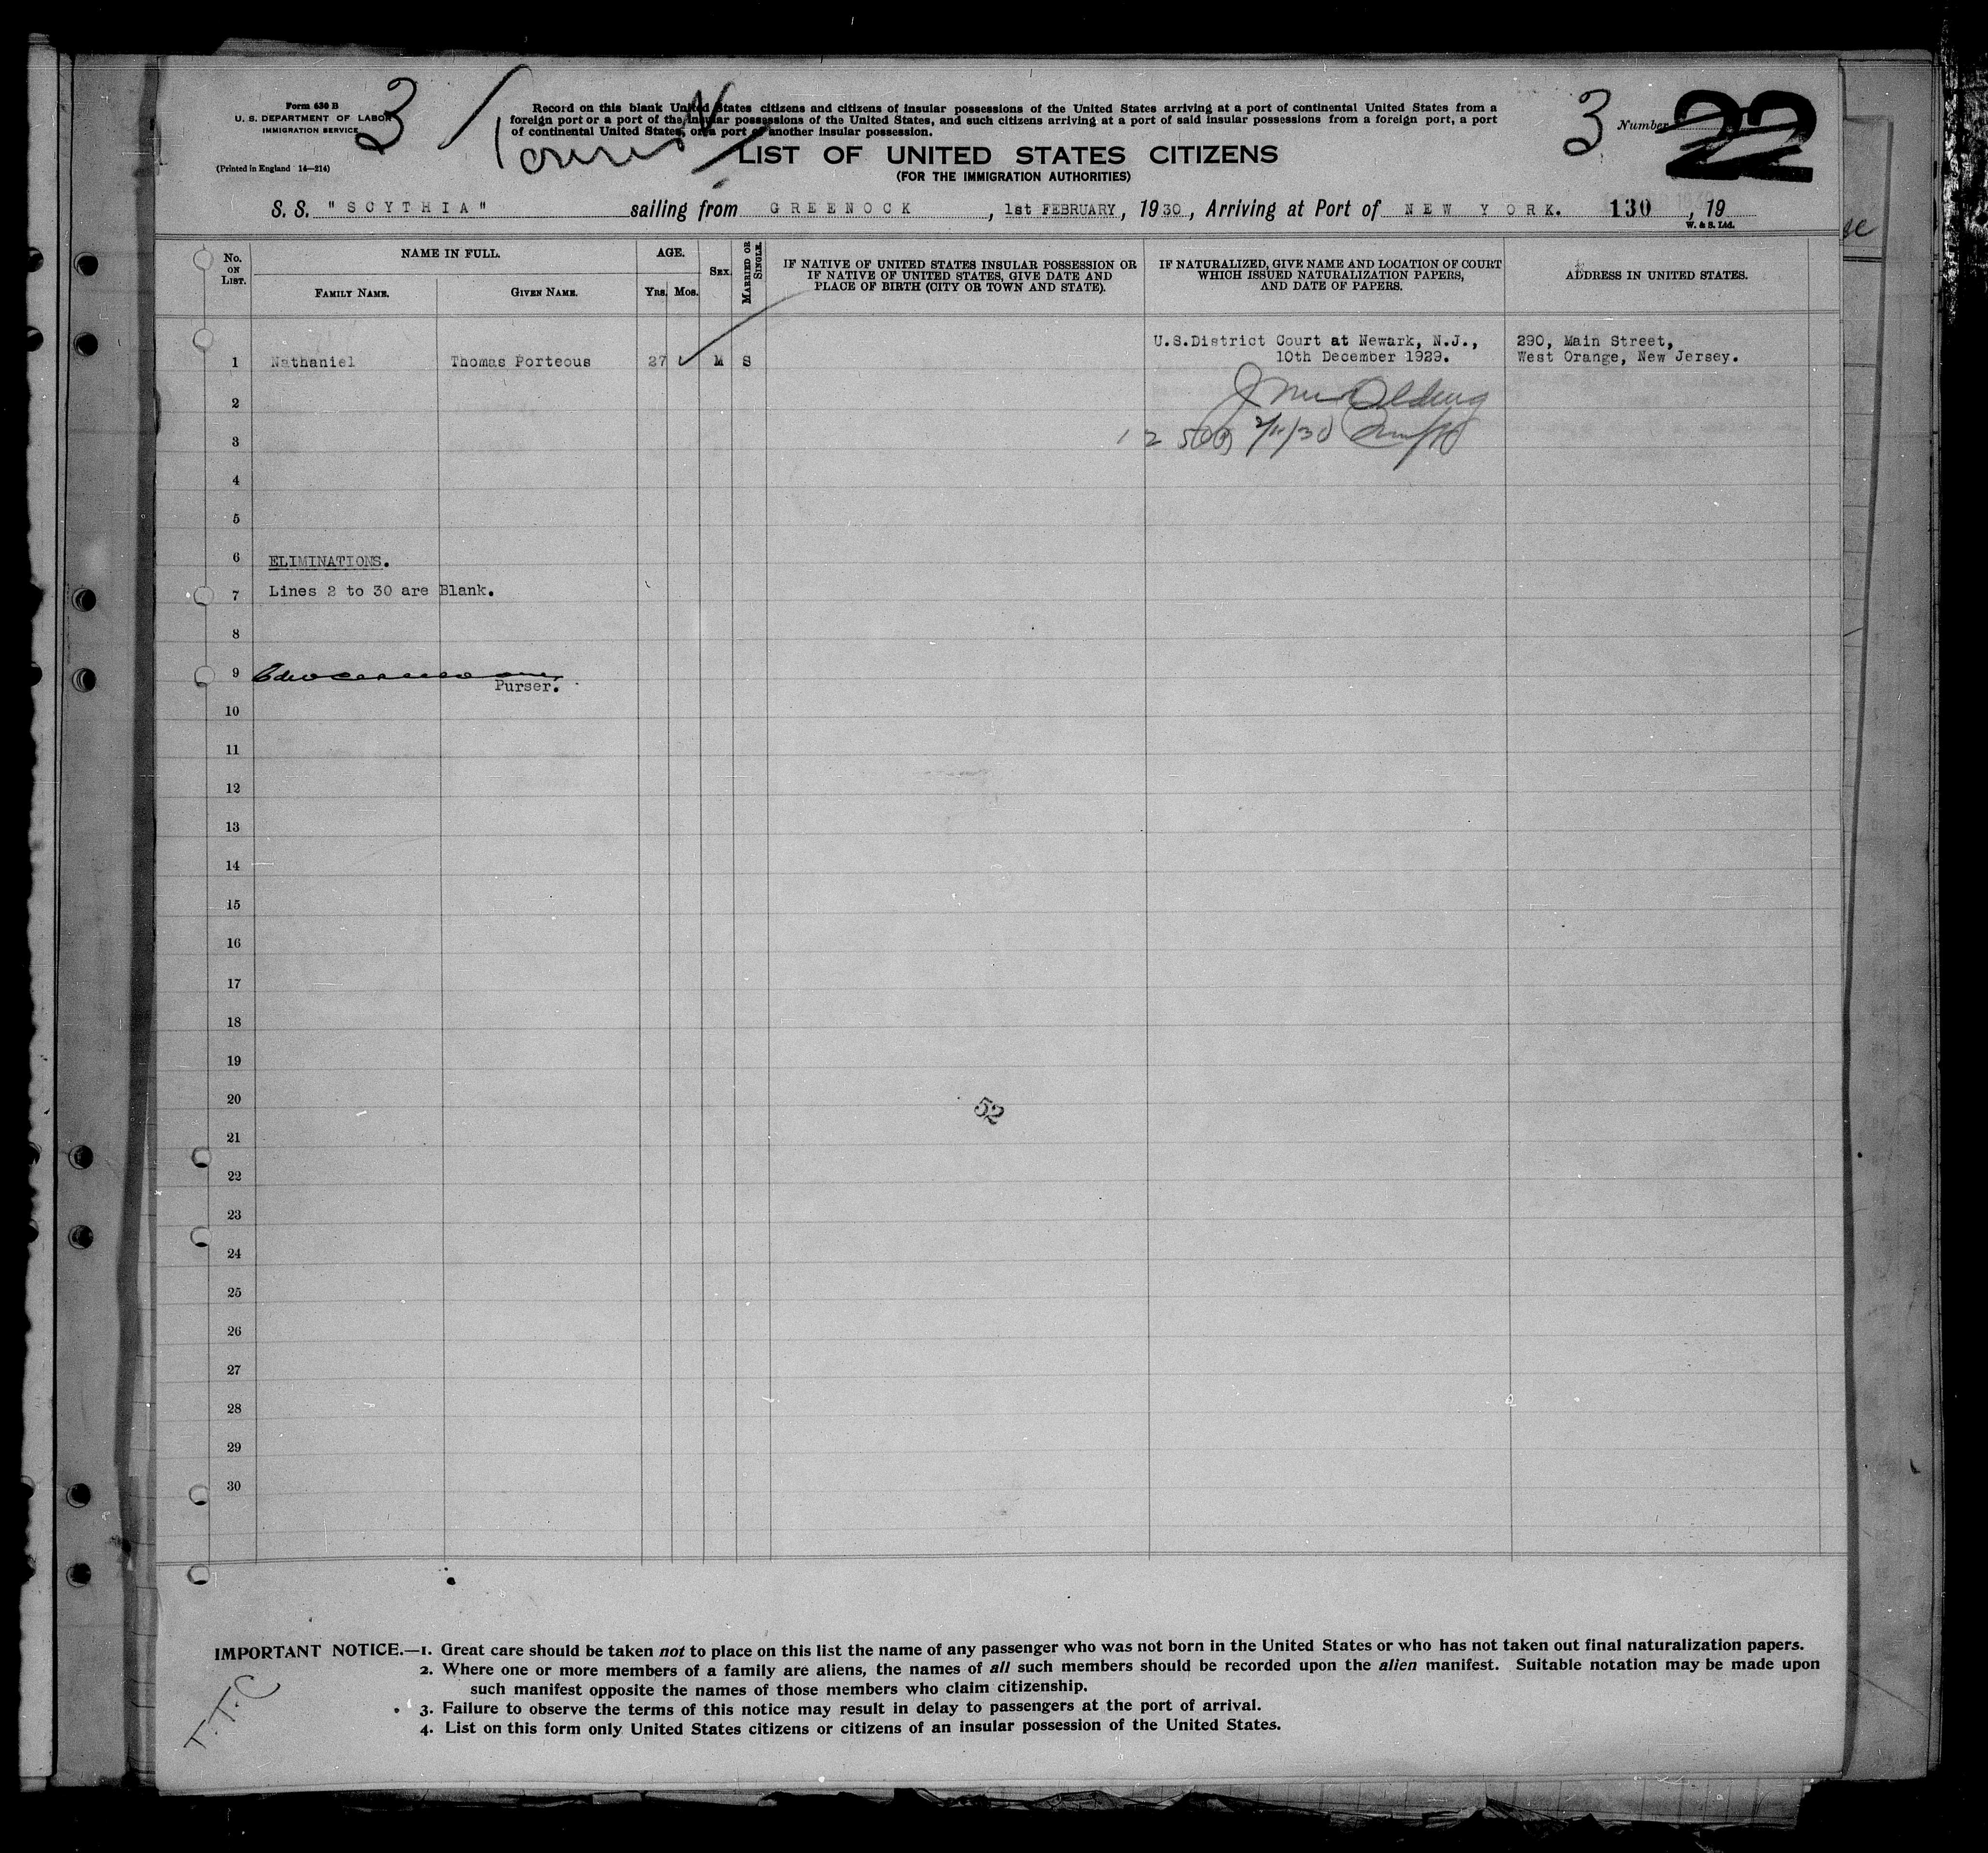 Form 630 B
U. S. DEPARTMENT OF LABOR
IMMIGRATION SERVICE
(Printed in England 14—214)
3
Tourist
Record on this blank United States citizens and citizens of insular possessions of the United States arriving at a port of continental United States from a
foreign port or a port of the insular possessions of the United States, and such citizens arriving at a port of said insular possessions from a foreign port, a port
of continental United States, or a port of another insular possession.
3 Number 22
LIST OF UNITED STATES CITIZENS
(FOR THE IMMIGRATION AUTHORITIES)
S. S. "SCYTHIA" sailing from GREENOCK, 1st FEBRUARY, 1930, Arriving at Port of NEW YORK. 130, 19
W. & S. Ltd.
No. ON LIST.
NAME IN FULL.
FAMILY NAME. GIVEN NAME.
AGE.
YRS. MOS.
SEX.
MARRIED OR SINGLE.
IF NATIVE OF UNITED STATES INSULAR POSSESSION OR
IF NATIVE OF UNITED STATES, GIVE DATE AND
PLACE OF BIRTH (CITY OR TOWN AND STATE).
IF NATURALIZED, GIVE NAME AND LOCATION OF COURT
WHICH ISSUED NATURALIZATION PAPERS,
AND DATE OF PAPERS.
ADDRESS IN UNITED STATES.
U.S.District Court at Newark, N.J., 290, Main Street,
1 Nathaniel Thomas Porteous 27 M S 10th December 1929. West Orange, New Jersey.
2
3
4
5
6 ELIMINATIONS.
7 Lines 2 to 30 are Blank.
8
9
Purser.
10
11
12
13
14
15
16
17
18
19
20
52
21
22
23
24
25
26
27
28
29
30
IMPORTANT NOTICE.—1. Great care should be taken not to place on this list the name of any passenger who was not born in the United States or who has not taken out final naturalization papers.
2. Where one or more members of a family are aliens, the names of all such members should be recorded upon the alien manifest. Suitable notation may be made upon
such manifest opposite the names of those members who claim citizenship.
3. Failure to observe the terms of this notice may result in delay to passengers at the port of arrival.
4. List on this form only United States citizens or citizens of an insular possession of the United States.
T.T.C